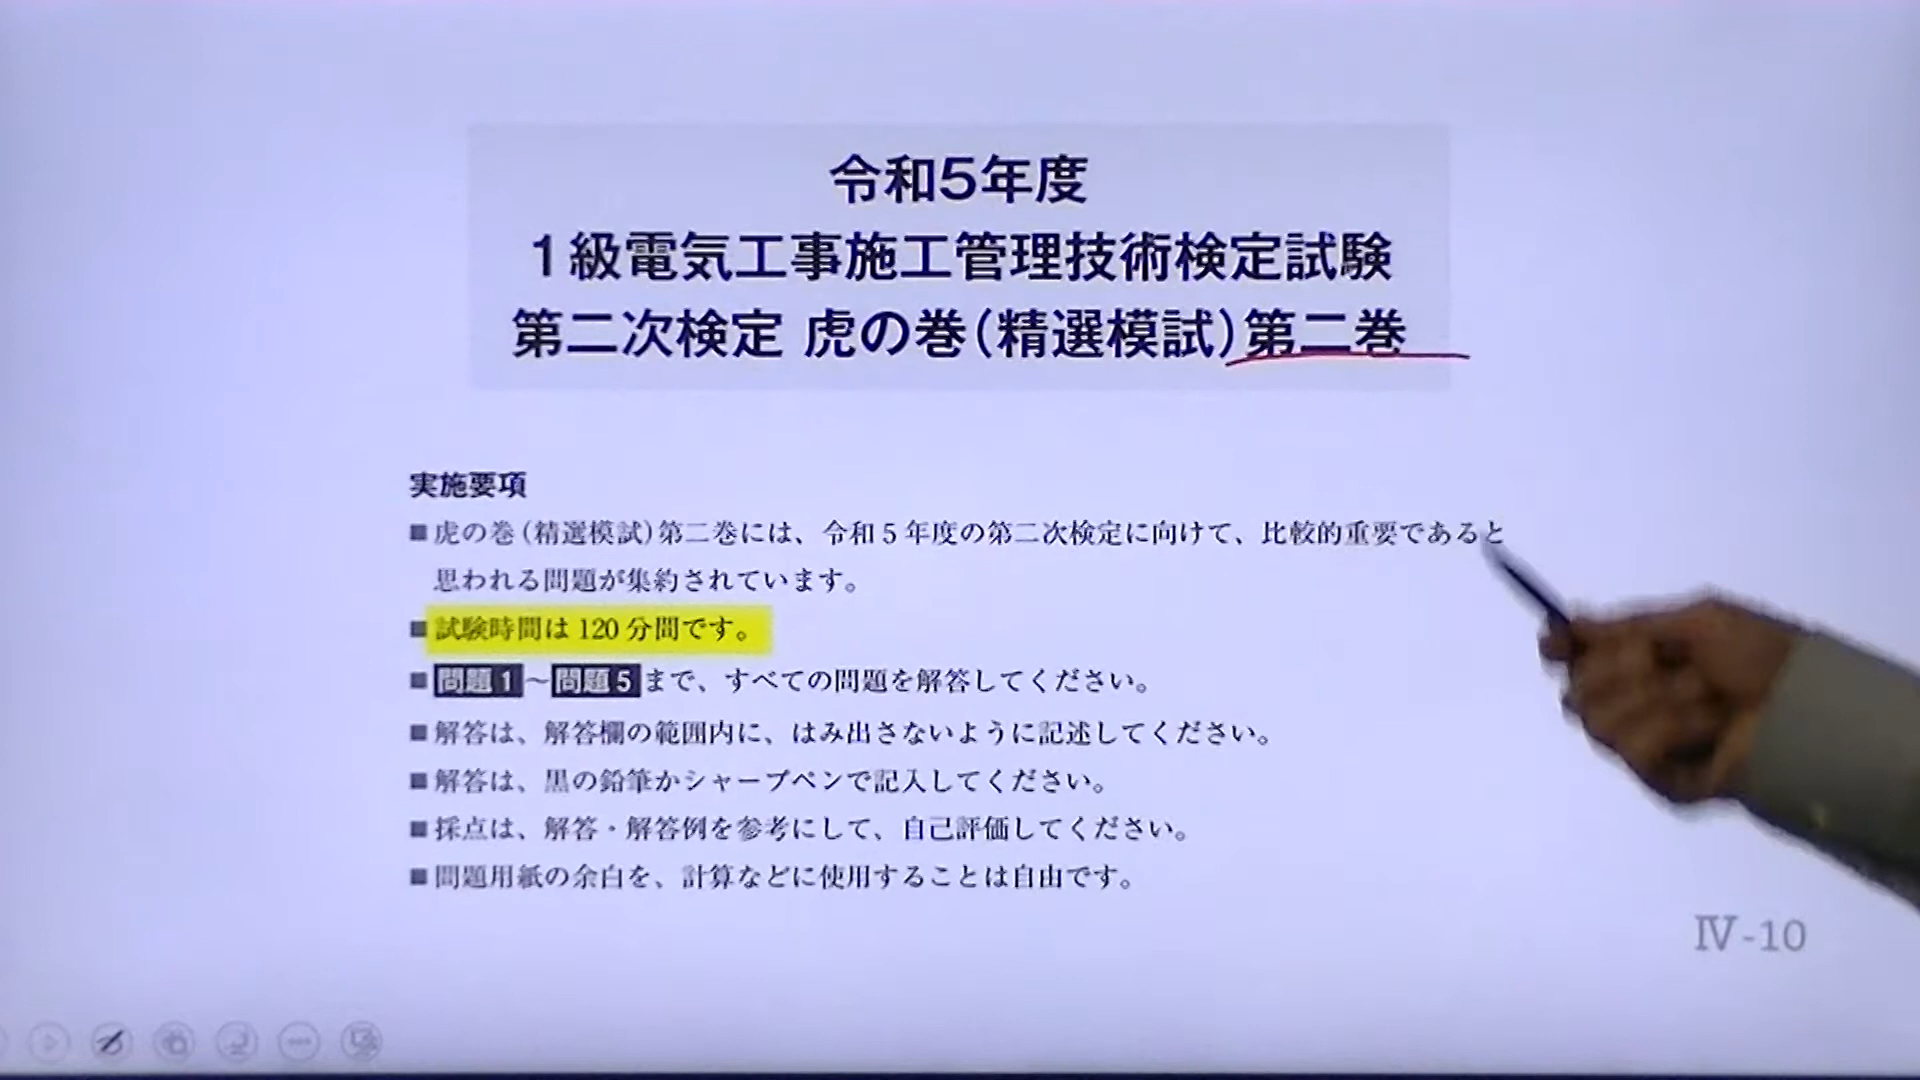 令和5年度
1級電気工事施工管理技術検定試験
第二次検定 虎の巻(精選模試)第二巻
実施要項
■虎の巻(精選模試)第二巻には、令和5年度の第二次検定に向けて、比較的重要であると
思われる問題が集約されています。
■試験時間は120分間です。
■問題1～問題5まで、すべての問題を解答してください。
■解答は、解答欄の範囲内に、はみ出さないように記述してください。
■解答は、黒の鉛筆かシャープペンで記入してください。
■採点は、解答・解答例を参考にして、自己評価してください。
■問題用紙の余白を、計算などに使用することは自由です。
Ⅳ-10